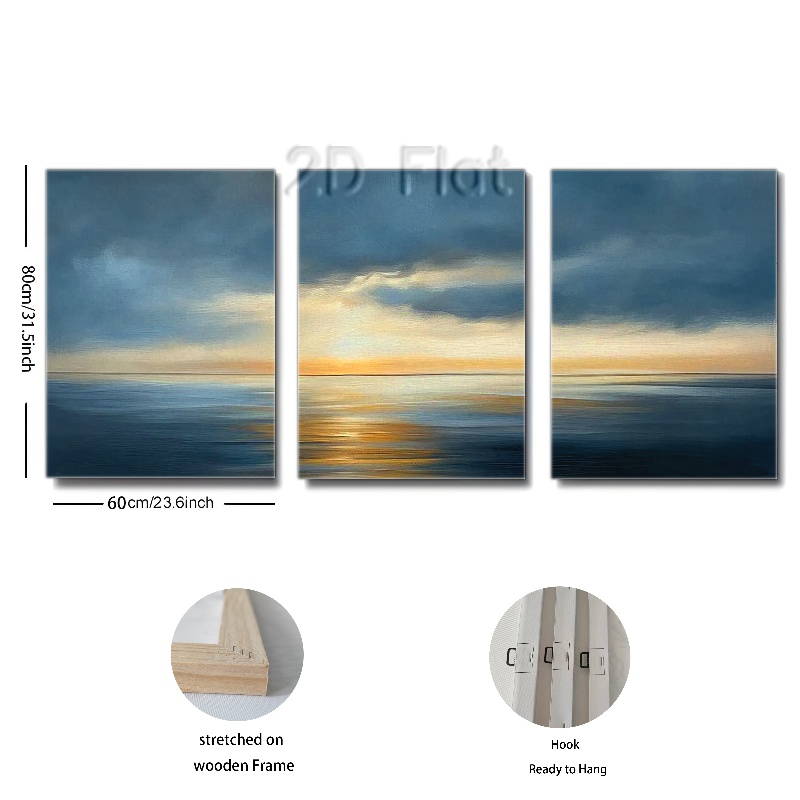 2D Flat
80cm/31.5inch
60cm/23.6inch
stretched on
wooden Frame
Hook
Ready to Hang